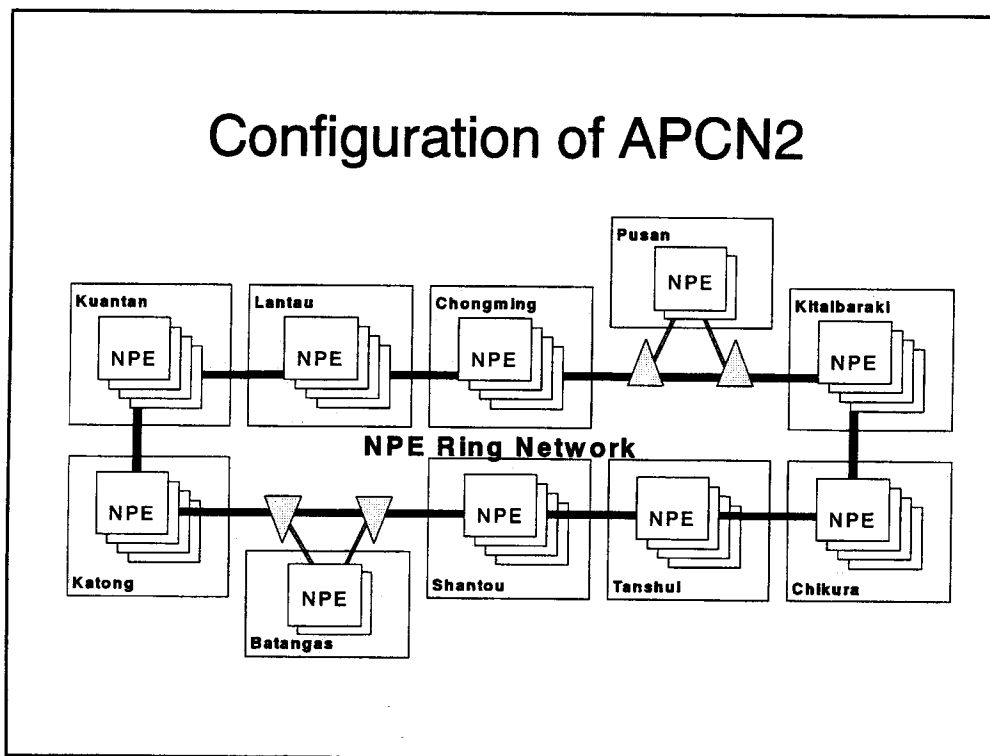 Configuration of APCN2
Pusan
NPE
Kuantan
NPE
Lantau
NPE
Chongming
NPE
Kitaibaraki
NPE
NPE Ring Network
NPE
Katong
NPE
Batangas
NPE
Shantou
NPE
Tanshui
NPE
Chikura